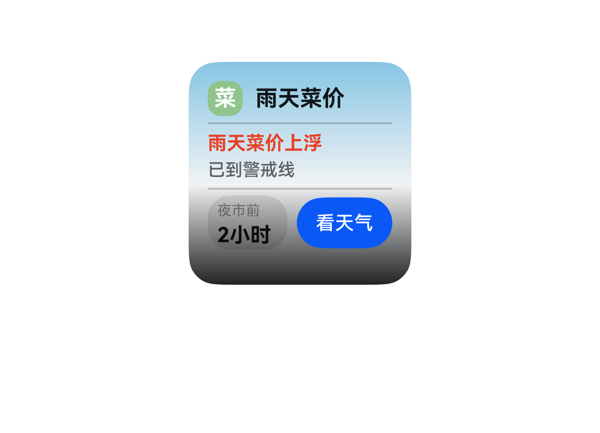 菜 雨天菜价
雨天菜价上浮
已到警戒线
夜市前
2小时
看天气